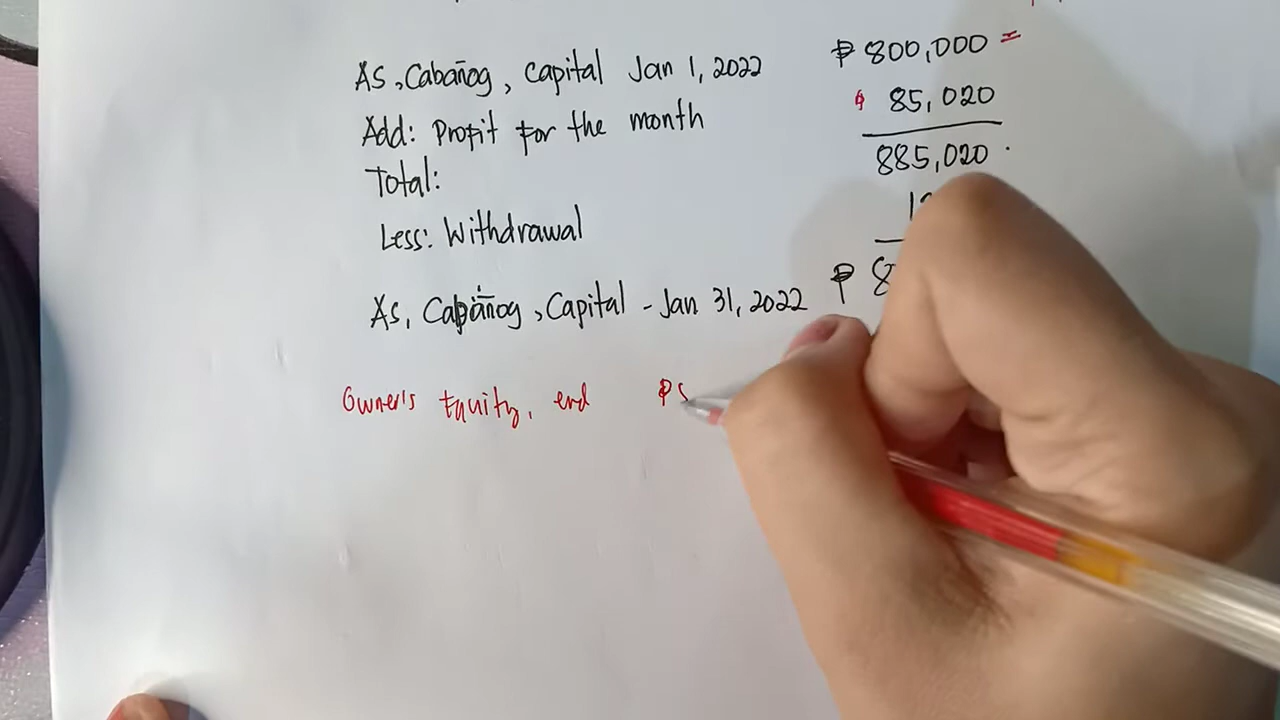 As, Cabañog, Capital Jan 1, 2022 ₱ 800,000
Add: Profit for the month 85,020
Total: 885,020
Less: Withdrawal
As, Cabañog, Capital - Jan 31, 2022 ₱ 8
Owner's Equity, end ₱